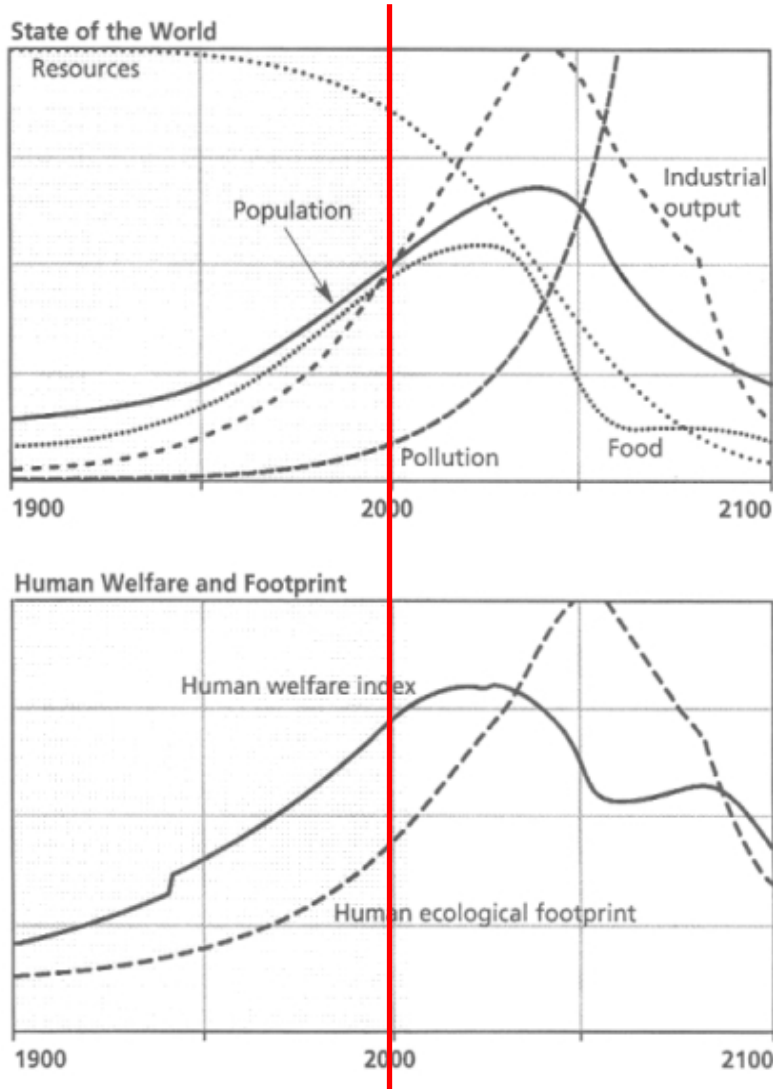 State of the World
Resources
Population
Industrial
output
Pollution
Food
1900
2000
2100
Human Welfare and Footprint
Human welfare index
Human ecological footprint
1900
2000
2100